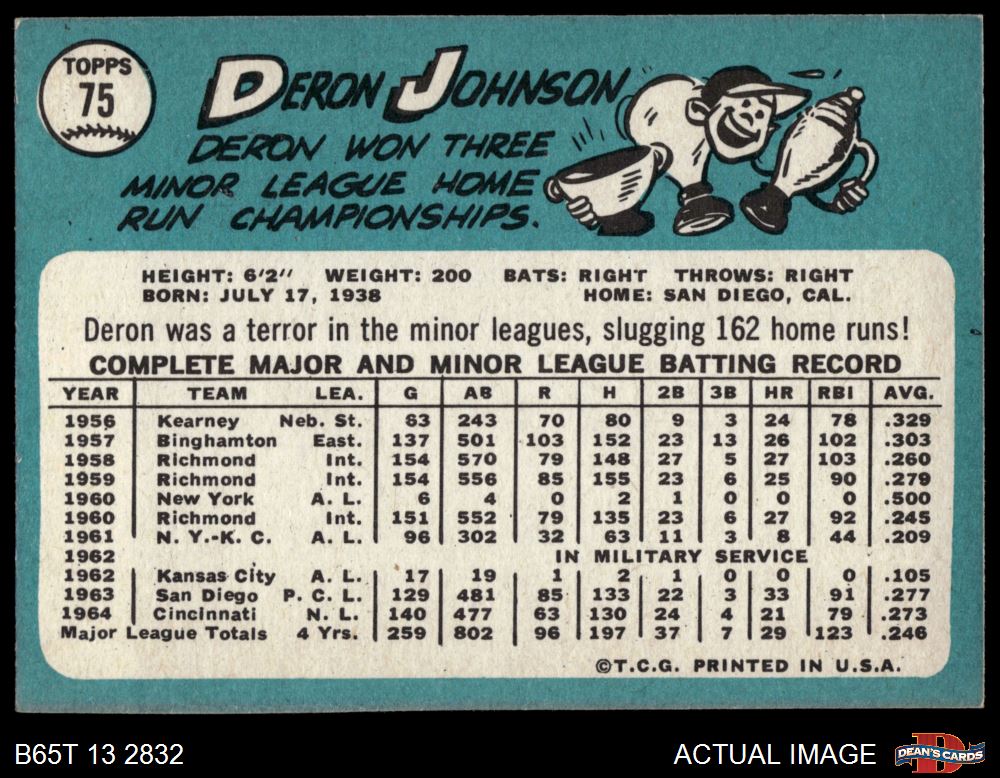 TOPPS
75
DERON JOHNSON
DERON WON THREE
MINOR LEAGUE HOME
RUN CHAMPIONSHIPS.
HEIGHT: 6'2" WEIGHT: 200 BATS: RIGHT THROWS: RIGHT
BORN: JULY 17, 1938 HOME: SAN DIEGO, CAL.
Deron was a terror in the minor leagues, slugging 162 home runs!
COMPLETE MAJOR AND MINOR LEAGUE BATTING RECORD
YEAR TEAM LEA. G AB R H 2B 3B HR RBI AVG.
1956 Kearney Neb. St. 63 243 70 80 9 3 24 78 .329
1957 Binghamton East. 137 501 103 152 23 13 26 102 .303
1958 Richmond Int. 154 570 79 148 27 5 27 103 .260
1959 Richmond Int. 154 556 85 155 23 6 25 90 .279
1960 New York A. L. 6 4 0 2 1 0 0 0 .500
1960 Richmond Int. 151 552 79 135 23 6 27 92 .245
1961 N. Y.-K. C. A. L. 96 302 32 63 11 3 8 44 .209
1962 IN MILITARY SERVICE
1962 Kansas City A. L. 17 19 1 2 1 0 0 0 .105
1963 San Diego P. C. L. 129 481 85 133 22 3 33 91 .277
1964 Cincinnati N. L. 140 477 63 130 24 4 21 79 .273
Major League Totals 4 Yrs. 259 802 96 197 37 7 29 123 .246
©T.C.G. PRINTED IN U.S.A.
B65T 13 2832 ACTUAL IMAGE D DEAN'S CARDS